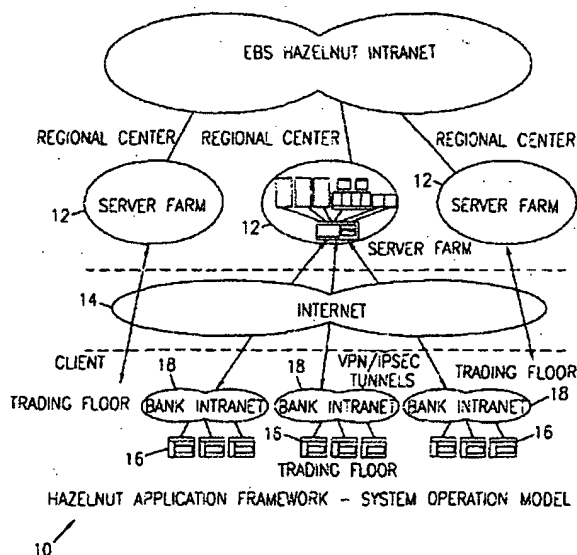 EBS HAZELNUT INTRANET
REGIONAL CENTER
REGIONAL CENTER
REGIONAL CENTER
12
SERVER FARM
12
SERVER FARM
12
SERVER FARM
14
INTERNET
CLIENT
VPN/IPSEC
TUNNELS
TRADING FLOOR
TRADING FLOOR
18
BANK INTRANET
18
BANK INTRANET
18
BANK INTRANET
16
16
16
TRADING FLOOR
HAZELNUT APPLICATION FRAMEWORK – SYSTEM OPERATION MODEL
10